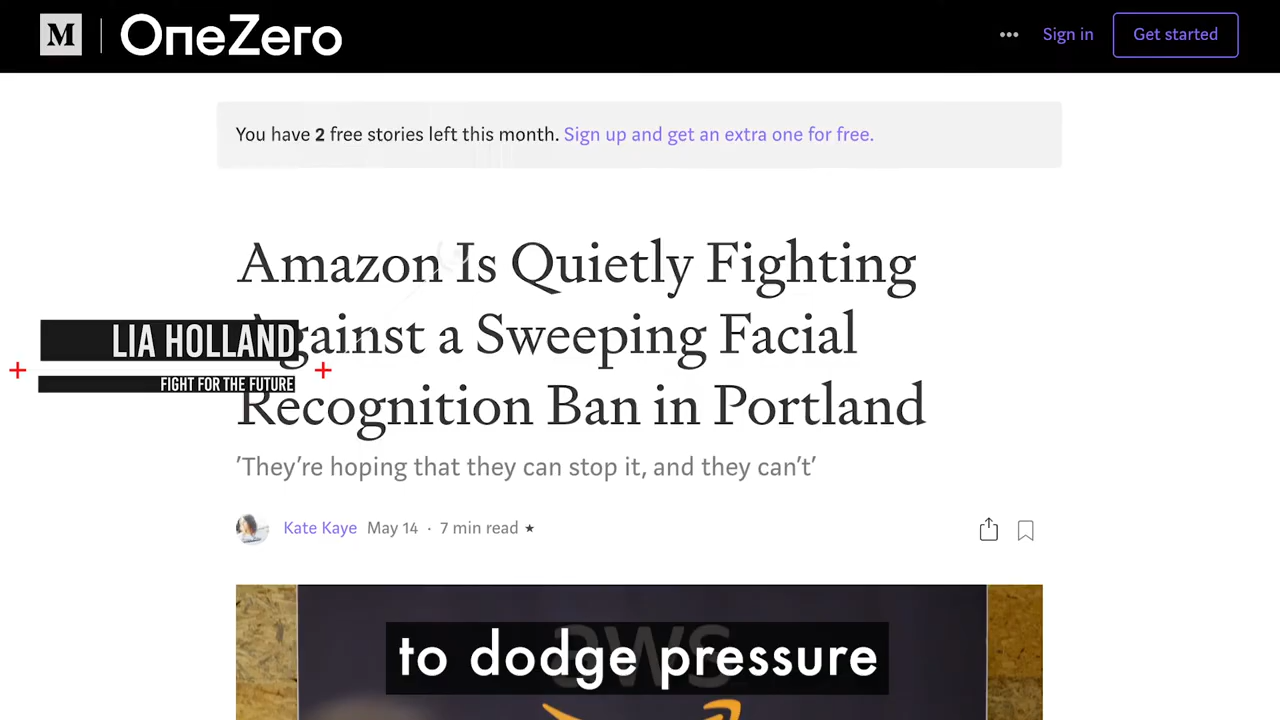 M OneZero
••• Sign in Get started
You have 2 free stories left this month. Sign up and get an extra one for free.
Amazon Is Quietly Fighting
Against a Sweeping Facial
Recognition Ban in Portland
LIA HOLLAND
FIGHT FOR THE FUTURE
'They're hoping that they can stop it, and they can't'
Kate Kaye May 14 · 7 min read ★
aws
to dodge pressure